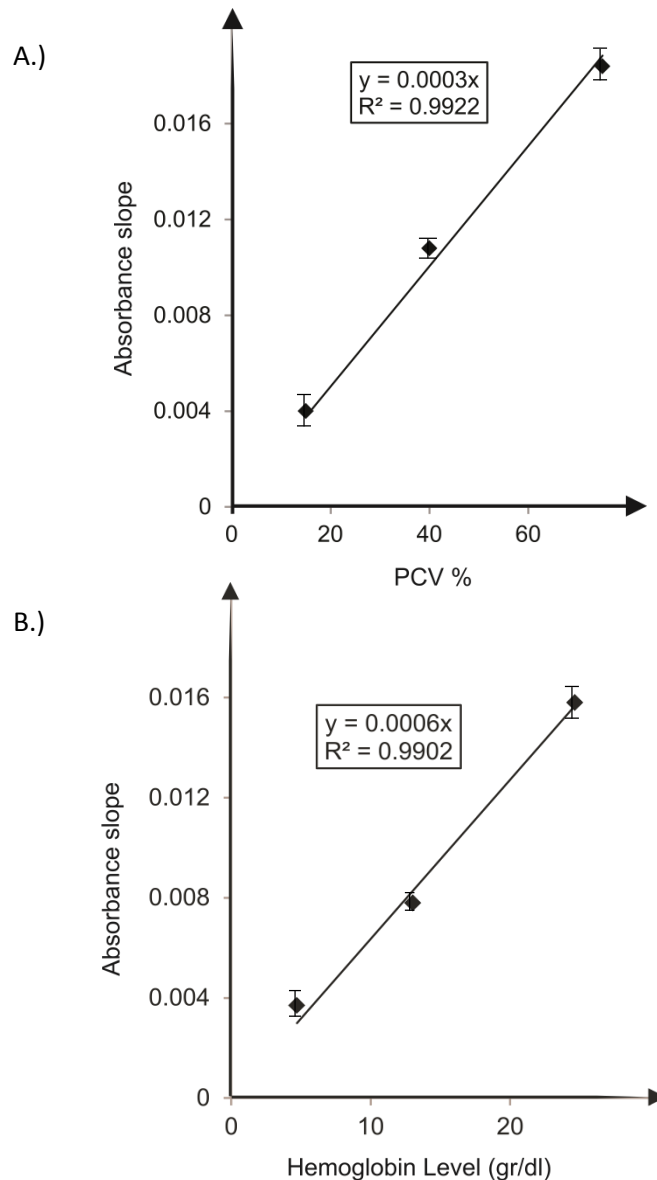 A.)
y = 0.0003x
R² = 0.9922
0.016
0.012
0.008
0.004
0
0 20 40 60
Absorbance slope
PCV %
B.)
y = 0.0006x
R² = 0.9902
0.016
0.012
0.008
0.004
0
0 10 20
Absorbance slope
Hemoglobin Level (gr/dl)